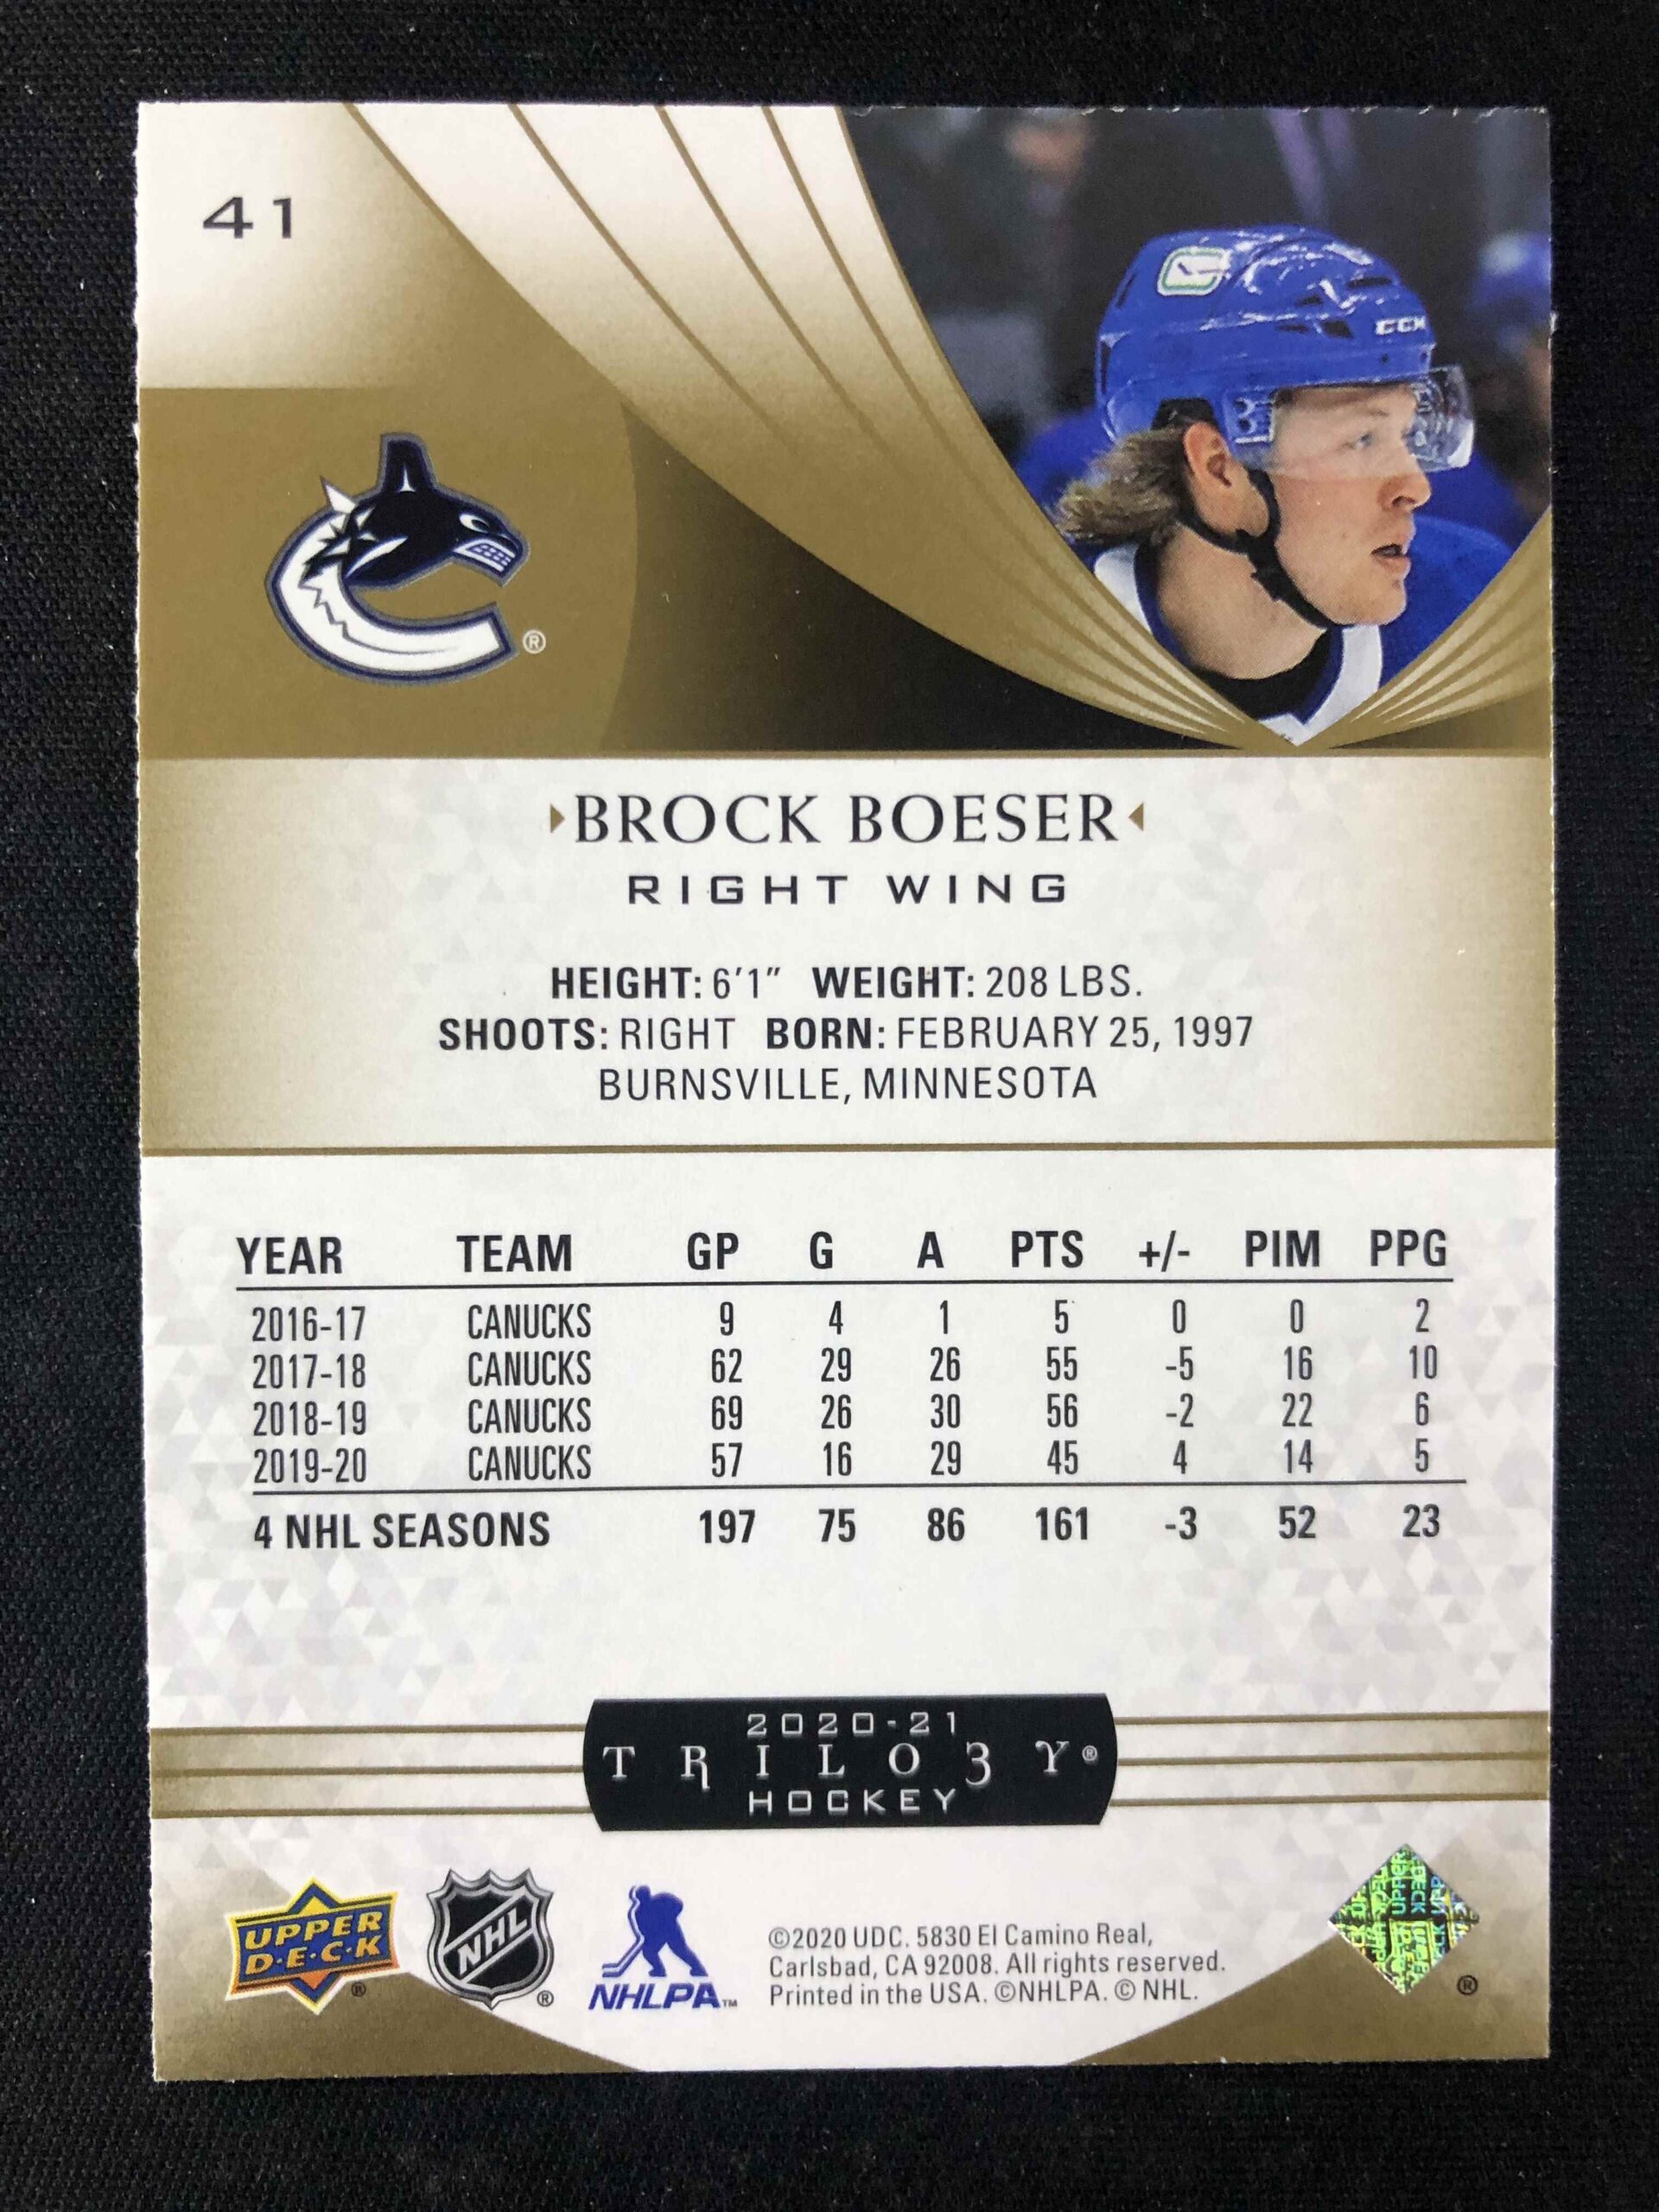 41
CCM
®
BROCK BOESER
RIGHT WING
HEIGHT: 6'1" WEIGHT: 208 LBS.
SHOOTS: RIGHT BORN: FEBRUARY 25, 1997
BURNSVILLE, MINNESOTA
YEAR TEAM GP G A PTS +/- PIM PPG
2016-17 CANUCKS 9 4 1 5 0 0 2
2017-18 CANUCKS 62 29 26 55 -5 16 10
2018-19 CANUCKS 69 26 30 56 -2 22 6
2019-20 CANUCKS 57 16 29 45 4 14 5
4 NHL SEASONS 197 75 86 161 -3 52 23
2020-21
TRILO3Y®
HOCKEY
UPPER
D·E·C·K
®
NHL
®
NHLPA™
©2020 UDC. 5830 El Camino Real,
Carlsbad, CA 92008. All rights reserved.
Printed in the USA. ©NHLPA. © NHL.
®